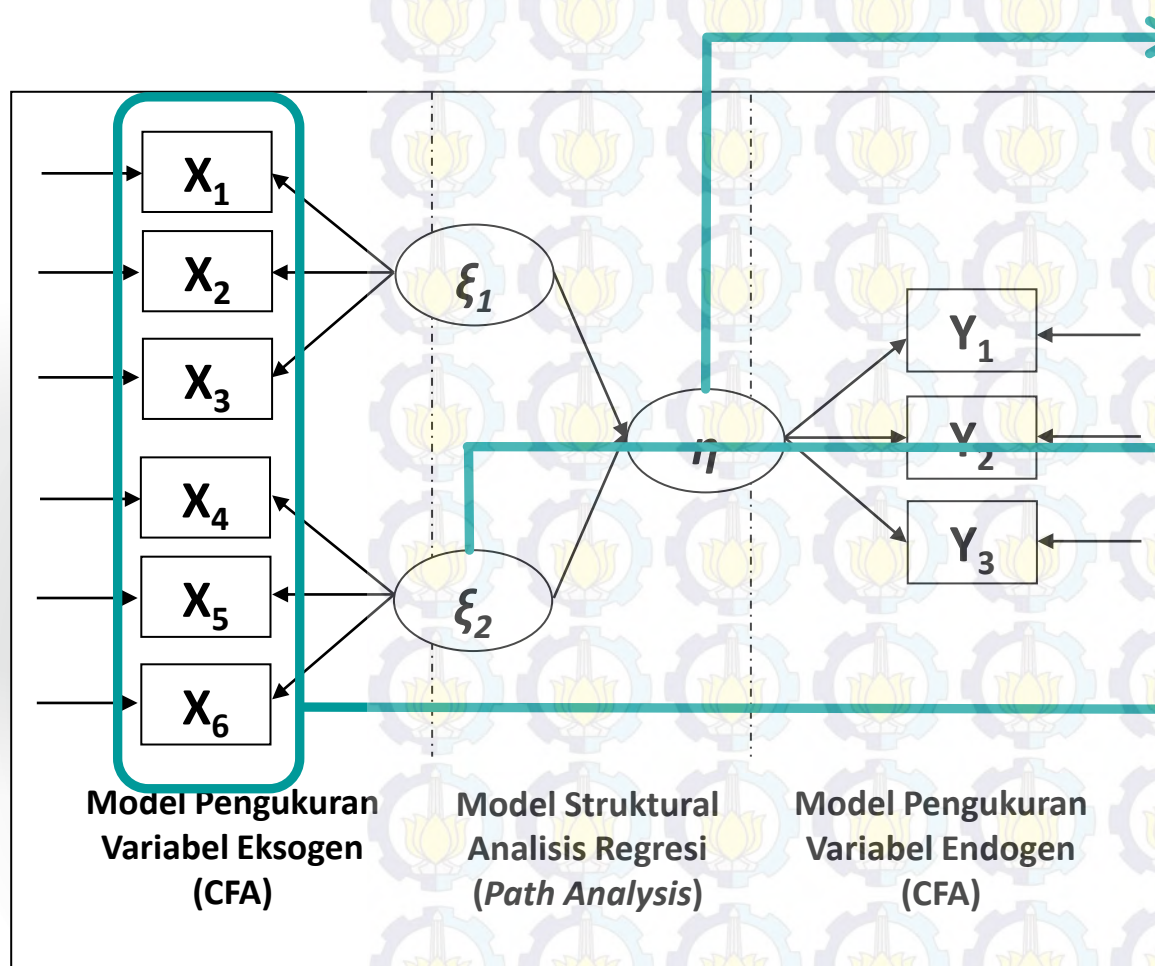 X1
X2
X3
X4
X5
X6
ξ1
ξ2
η
Y1
Y2
Y3
Model Pengukuran
Variabel Eksogen
(CFA)
Model Struktural
Analisis Regresi
(Path Analysis)
Model Pengukuran
Variabel Endogen
(CFA)